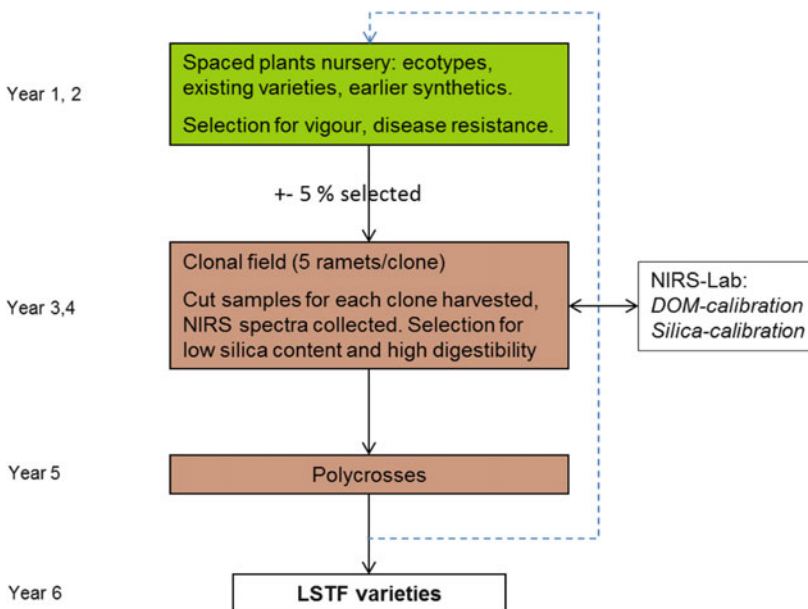 Year 1, 2
Spaced plants nursery: ecotypes,
existing varieties, earlier synthetics.
Selection for vigour, disease resistance.
+- 5 % selected
Year 3,4
Clonal field (5 ramets/clone)
Cut samples for each clone harvested,
NIRS spectra collected. Selection for
low silica content and high digestibility
NIRS-Lab:
DOM-calibration
Silica-calibration
Year 5
Polycrosses
Year 6
LSTF varieties